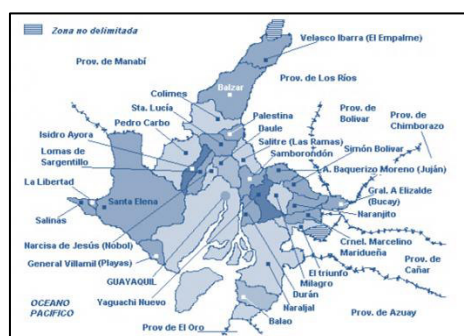 Zona no delimitada
Velasco Ibarra (El Empalme)
Prov. de Manabí
Prov. de Los Ríos
Balzar
Colimes
Sta. Lucía
Pedro Carbo
Isidro Ayora
Lomas de
Sargentillo
La Libertad
Salinas
Santa Elena
Narcisa de Jesús (Nobol)
General Villamil (Playas)
GUAYAQUIL
Yaguachi Nuevo
OCEANO
PACIFICO
Palestina
Daule
Salitre (Las Ramas)
Samborondón
Prov. de
Bolivar
Prov. de
Chimborazo
Simón Bolivar
A. Baquerizo Moreno (Juján)
Gral. A Elizalde
(Bucay)
Naranjito
Crnel. Marcelino
Maridueña
El triunfo
Milagro
Durán
Naraljal
Balao
Prov. de
Cañar
Prov. de Azuay
Prov de El Oro